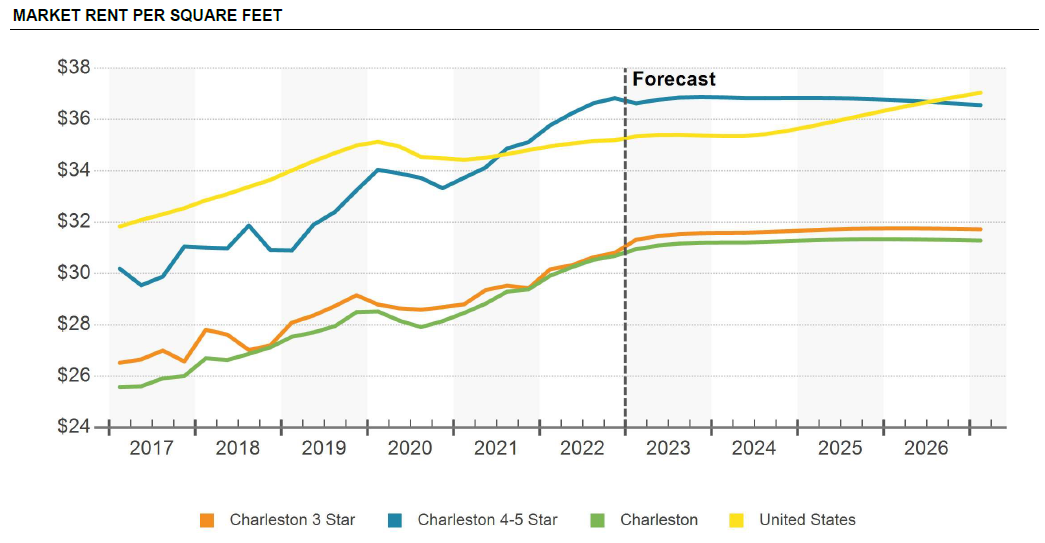 MARKET RENT PER SQUARE FEET
$38
Forecast
$36
$34
$32
$30
$28
$26
$24
2017 2018 2019 2020 2021 2022 2023 2024 2025 2026
Charleston 3 Star Charleston 4-5 Star Charleston United States